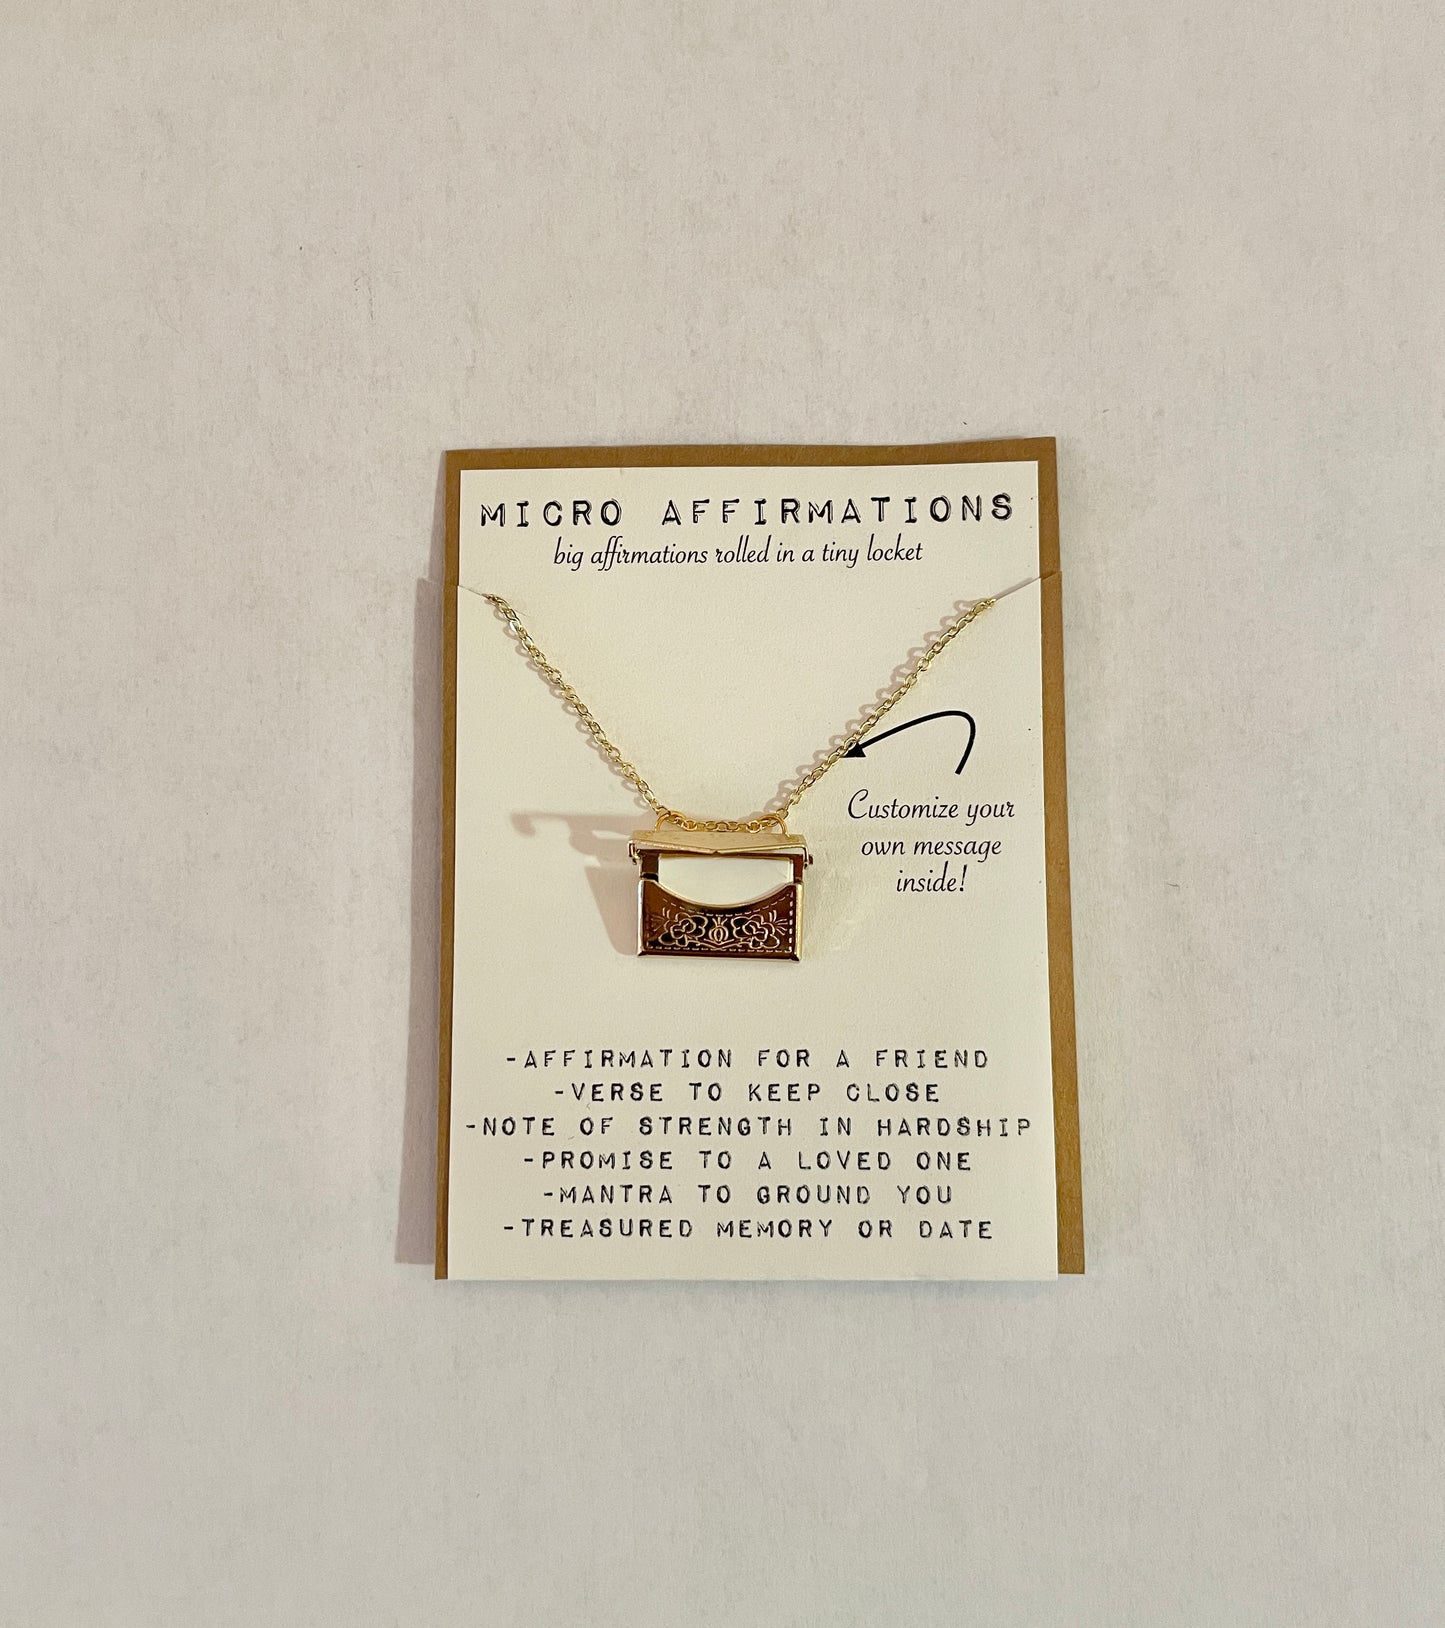 MICRO AFFIRMATIONS
big affirmations rolled in a tiny locket
Customize your
own message
inside!
-AFFIRMATION FOR A FRIEND
-VERSE TO KEEP CLOSE
-NOTE OF STRENGTH IN HARDSHIP
-PROMISE TO A LOVED ONE
-MANTRA TO GROUND YOU
-TREASURED MEMORY OR DATE